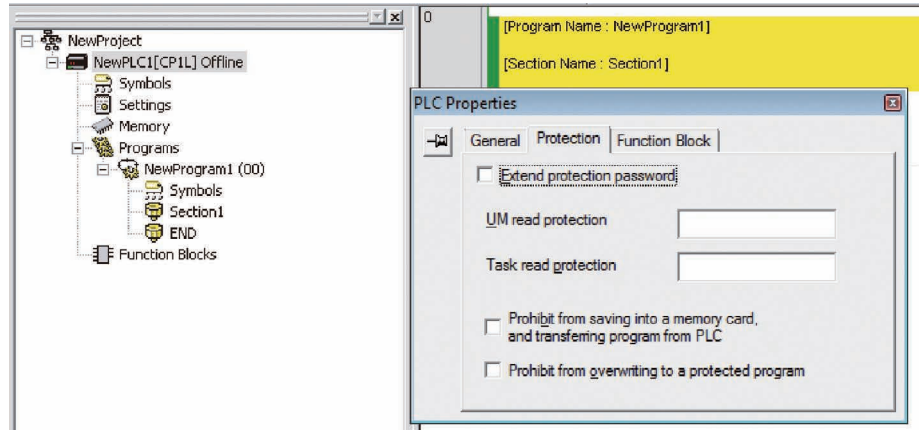 NewProject
NewPLC1[CP1L] Offline
Symbols
Settings
Memory
Programs
NewProgram1 (00)
Symbols
Section1
END
Function Blocks
0
[Program Name : NewProgram1]
[Section Name : Section1]
PLC Properties
General Protection Function Block
Extend protection password
UM read protection
Task read protection
Prohibit from saving into a memory card,
and transferring program from PLC
Prohibit from overwriting to a protected program